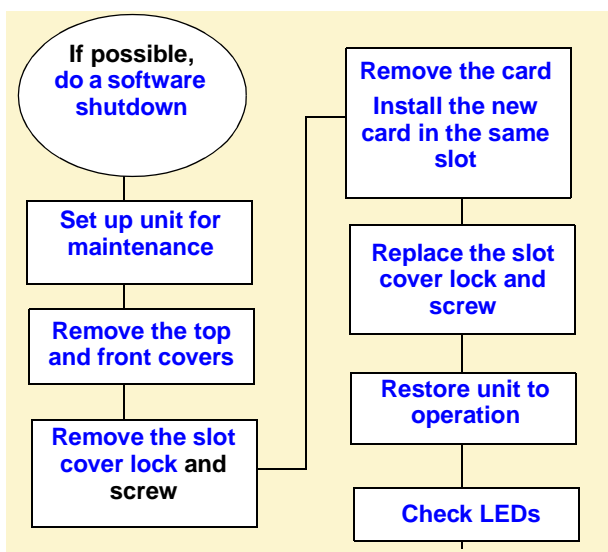 If possible,
do a software
shutdown
Set up unit for
maintenance
Remove the top
and front covers
Remove the slot
cover lock and
screw
Remove the card
Install the new
card in the same
slot
Replace the slot
cover lock and
screw
Restore unit to
operation
Check LEDs